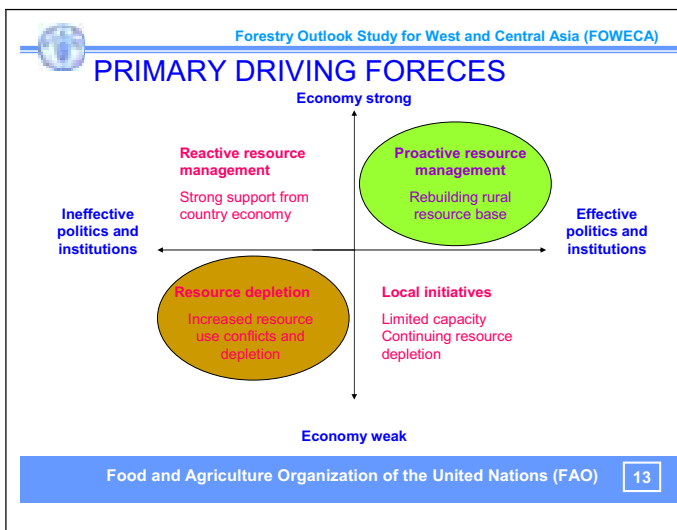 Forestry Outlook Study for West and Central Asia (FOWECA)
PRIMARY DRIVING FORECES
Economy strong
Reactive resource
management
Strong support from
country economy
Proactive resource
management
Rebuilding rural
resource base
Ineffective
politics and
institutions
Effective
politics and
institutions
Resource depletion
Increased resource
use conflicts and
depletion
Local initiatives
Limited capacity
Continuing resource
depletion
Economy weak
Food and Agriculture Organization of the United Nations (FAO)
13